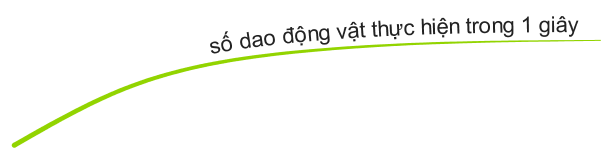 số dao động vật thực hiện trong 1 giây